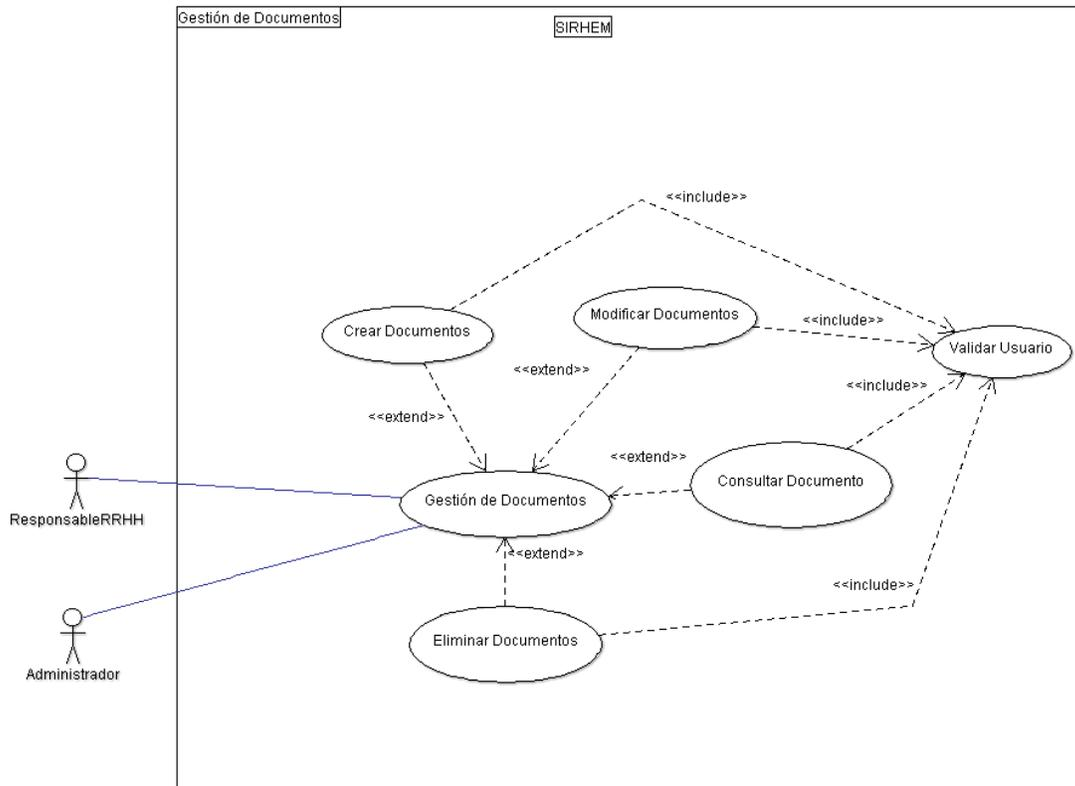 Gestión de Documentos
SIRHEM
<<include>>
Crear Documentos
Modificar Documentos
<<include>>
Validar Usuario
<<extend>>
<<include>>
<<extend>>
<<extend>>
Consultar Documento
Gestión de Documentos
ResponsableRRHH
<<extend>>
<<include>>
Eliminar Documentos
Administrador